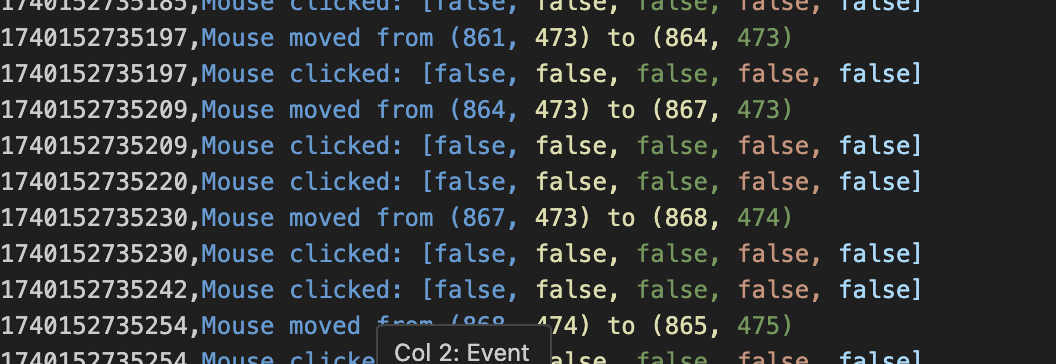 1740152735185,Mouse clicked: [false, false, false, false, false]
1740152735197,Mouse moved from (861, 473) to (864, 473)
1740152735197,Mouse clicked: [false, false, false, false, false]
1740152735209,Mouse moved from (864, 473) to (867, 473)
1740152735209,Mouse clicked: [false, false, false, false, false]
1740152735220,Mouse clicked: [false, false, false, false, false]
1740152735230,Mouse moved from (867, 473) to (868, 474)
1740152735230,Mouse clicked: [false, false, false, false, false]
1740152735242,Mouse clicked: [false, false, false, false, false]
1740152735254,Mouse moved from (868, 474) to (865, 475)
1740152735254,Mouse false, false, false]
Col 2: Event